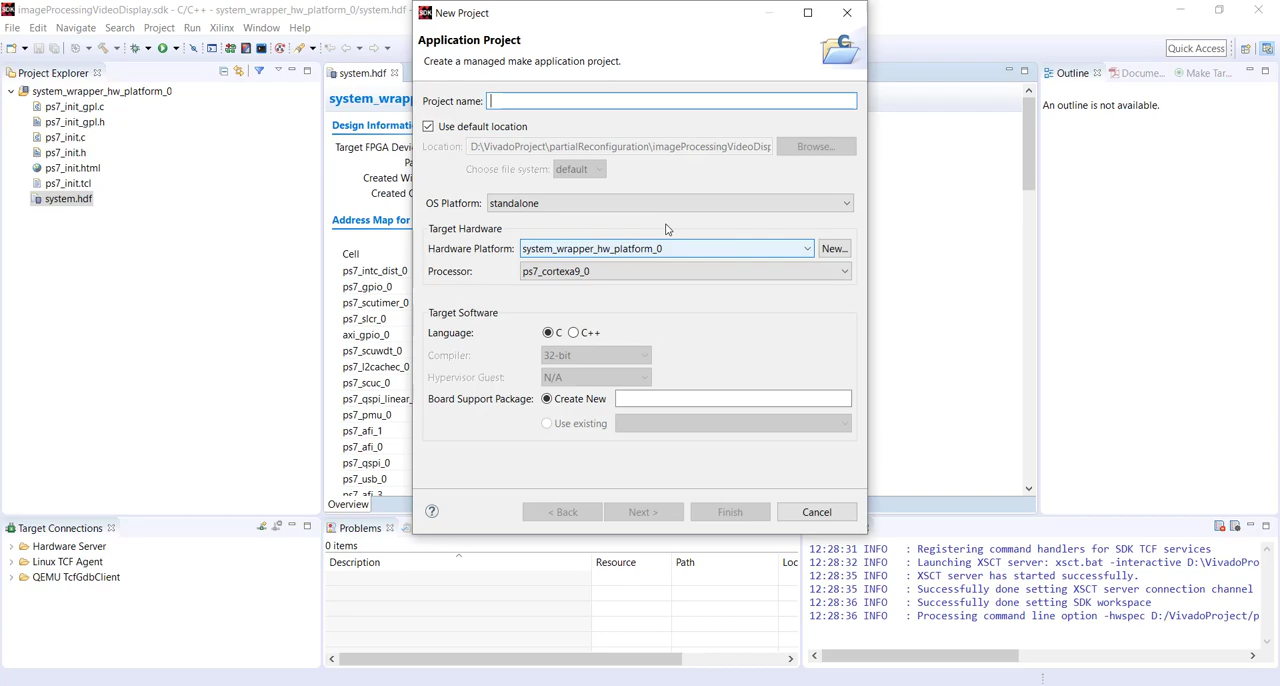 imageProcessingVideoDisplay.sdk - C/C++ - system_wrapper_hw_platform_0/system.hdf
File Edit Navigate Search Project Run Xilinx Window Help
Quick Access
Project Explorer
system_wrapper_hw_platform_0
ps7_init_gpl.c
ps7_init_gpl.h
ps7_init.c
ps7_init.h
ps7_init.html
ps7_init.tcl
system.hdf
system.hdf
system_wrapp
Design Informati
Target FPGA Devi
Pa
Created Wi
Created C
Address Map for
Cell
ps7_intc_dist_0
ps7_gpio_0
ps7_scutimer_0
ps7_slcr_0
axi_gpio_0
ps7_scuwdt_0
ps7_l2cachec_0
ps7_scuc_0
ps7_qspi_linear_
ps7_pmu_0
ps7_afi_1
ps7_afi_0
ps7_qspi_0
ps7_usb_0
ps7_afi_3
Overview
SDK New Project
Application Project
Create a managed make application project.
Project name:
Use default location
Location: D:\VivadoProject\partialReconfiguration\imageProcessingVideoDisp
Browse...
Choose file system: default
OS Platform: standalone
Target Hardware
Hardware Platform: system_wrapper_hw_platform_0 New...
Processor: ps7_cortexa9_0
Target Software
Language: C C++
Compiler: 32-bit
Hypervisor Guest: N/A
Board Support Package: Create New
Use existing
< Back Next > Finish Cancel
Outline Docume... Make Tar...
An outline is not available.
Target Connections
Hardware Server
Linux TCF Agent
QEMU TcfGdbClient
Problems
0 items
Description Resource Path Loc
12:28:31 INFO : Registering command handlers for SDK TCF services
12:28:32 INFO : Launching XSCT server: xsct.bat -interactive D:\VivadoPro
12:28:35 INFO : XSCT server has started successfully.
12:28:35 INFO : Successfully done setting XSCT server connection channel
12:28:36 INFO : Successfully done setting SDK workspace
12:28:36 INFO : Processing command line option -hwspec D:/VivadoProject/p